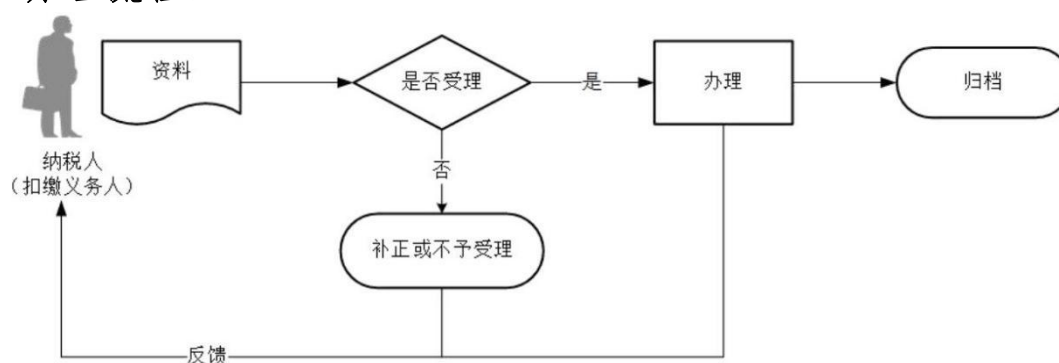 资料
是否受理
是
办理
归档
纳税人
（扣缴义务人）
否
补正或不予受理
反馈